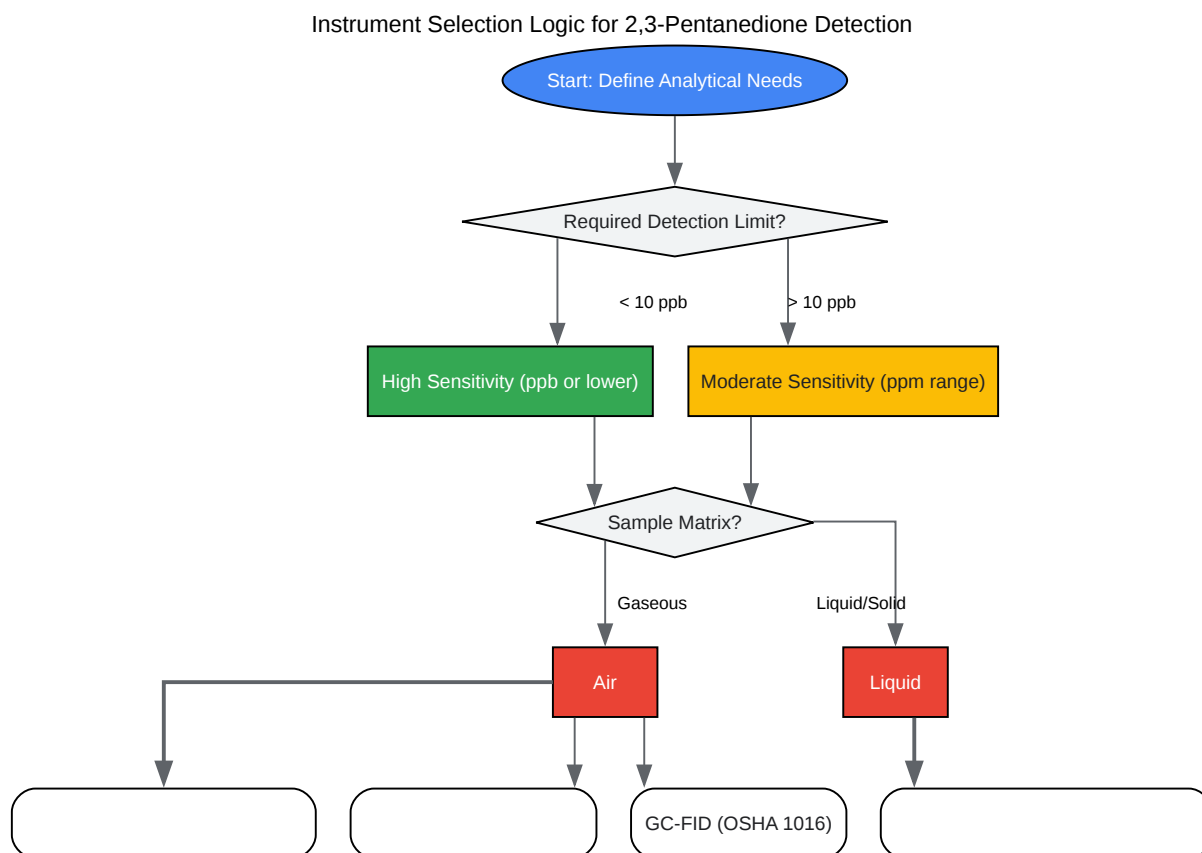 Instrument Selection Logic for 2,3-Pentanedione Detection
Start: Define Analytical Needs
Required Detection Limit?
< 10 ppb
> 10 ppb
High Sensitivity (ppb or lower)
Moderate Sensitivity (ppm range)
Sample Matrix?
Gaseous
Liquid/Solid
Air
Liquid
GC-FID (OSHA 1016)